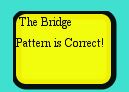 The Bridge
Pattern is Correct!